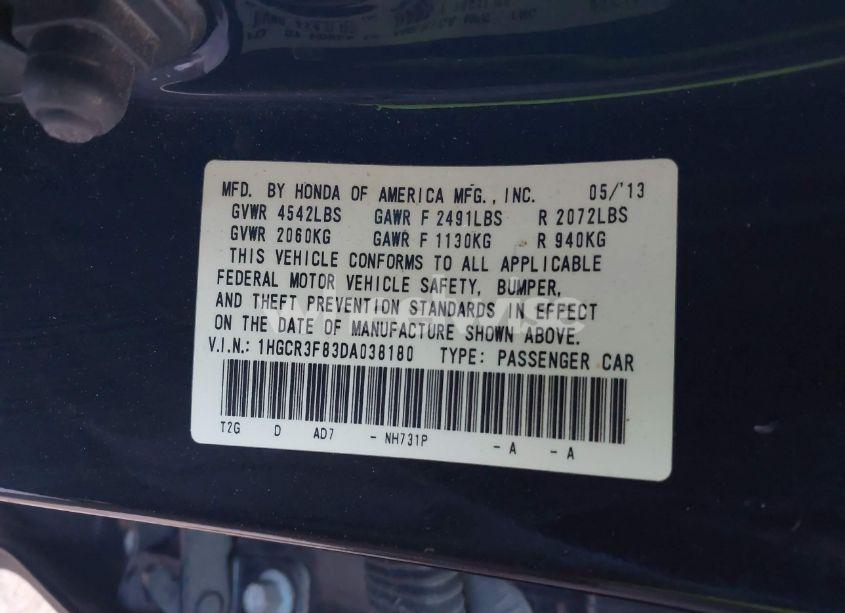 MFD. BY HONDA OF AMERICA MFG., INC. 05/'13
GVWR 4542LBS GAWR F 2491LBS R 2072LBS
GVWR 2060KG GAWR F 1130KG R 940KG
THIS VEHICLE CONFORMS TO ALL APPLICABLE
FEDERAL MOTOR VEHICLE SAFETY, BUMPER,
AND THEFT PREVENTION STANDARDS IN EFFECT
ON THE DATE OF MANUFACTURE SHOWN ABOVE.
V.I.N.: 1HGCR3F83DA038180 TYPE: PASSENGER CAR
T2G D AD7 - NH731P - A - A